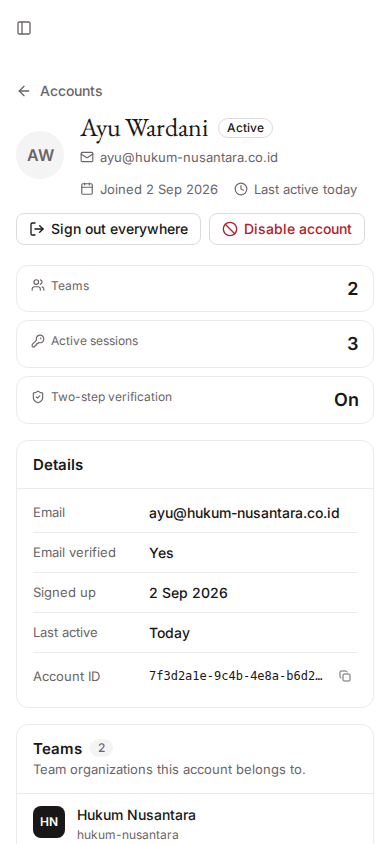 Accounts
AW
Ayu Wardani Active
ayu@hukum-nusantara.co.id
Joined 2 Sep 2026 Last active today
Sign out everywhere Disable account
Teams 2
Active sessions 3
Two-step verification On
Details
Email ayu@hukum-nusantara.co.id
Email verified Yes
Signed up 2 Sep 2026
Last active Today
Account ID 7f3d2a1e-9c4b-4e8a-b6d2…
Teams 2
Team organizations this account belongs to.
HN Hukum Nusantara
hukum-nusantara